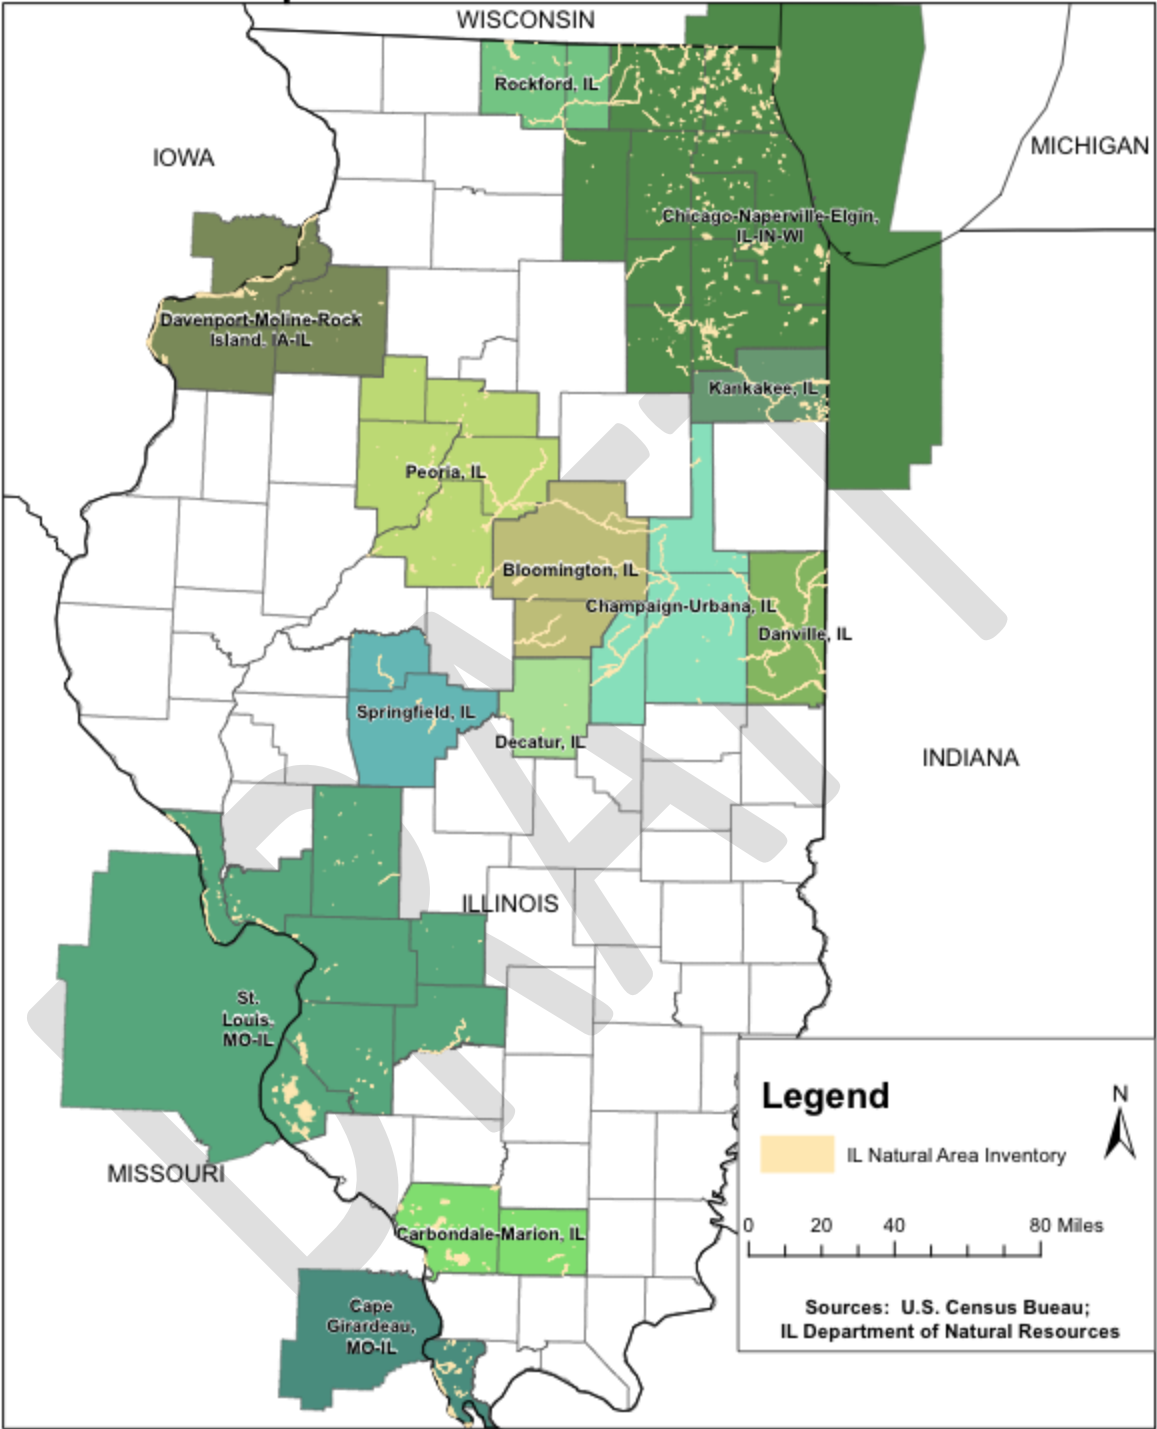 WISCONSIN
Rockford, IL
IOWA
MICHIGAN
Chicago-Naperville-Elgin,
IL-IN-WI
Davenport-Moline-Rock
Island. IA-IL
Kankakee, IL
Peoria, IL
Bloomington, IL
Champaign-Urbana, IL
Danville, IL
Springfield, IL
Decatur, IL
INDIANA
ILLINOIS
St.
Louis,
MO-IL
MISSOURI
Carbondale-Marion, IL
Cape
Girardeau,
MO-IL
DRAFT
Legend
N
IL Natural Area Inventory
0 20 40 80 Miles
Sources: U.S. Census Bueau;
IL Department of Natural Resources